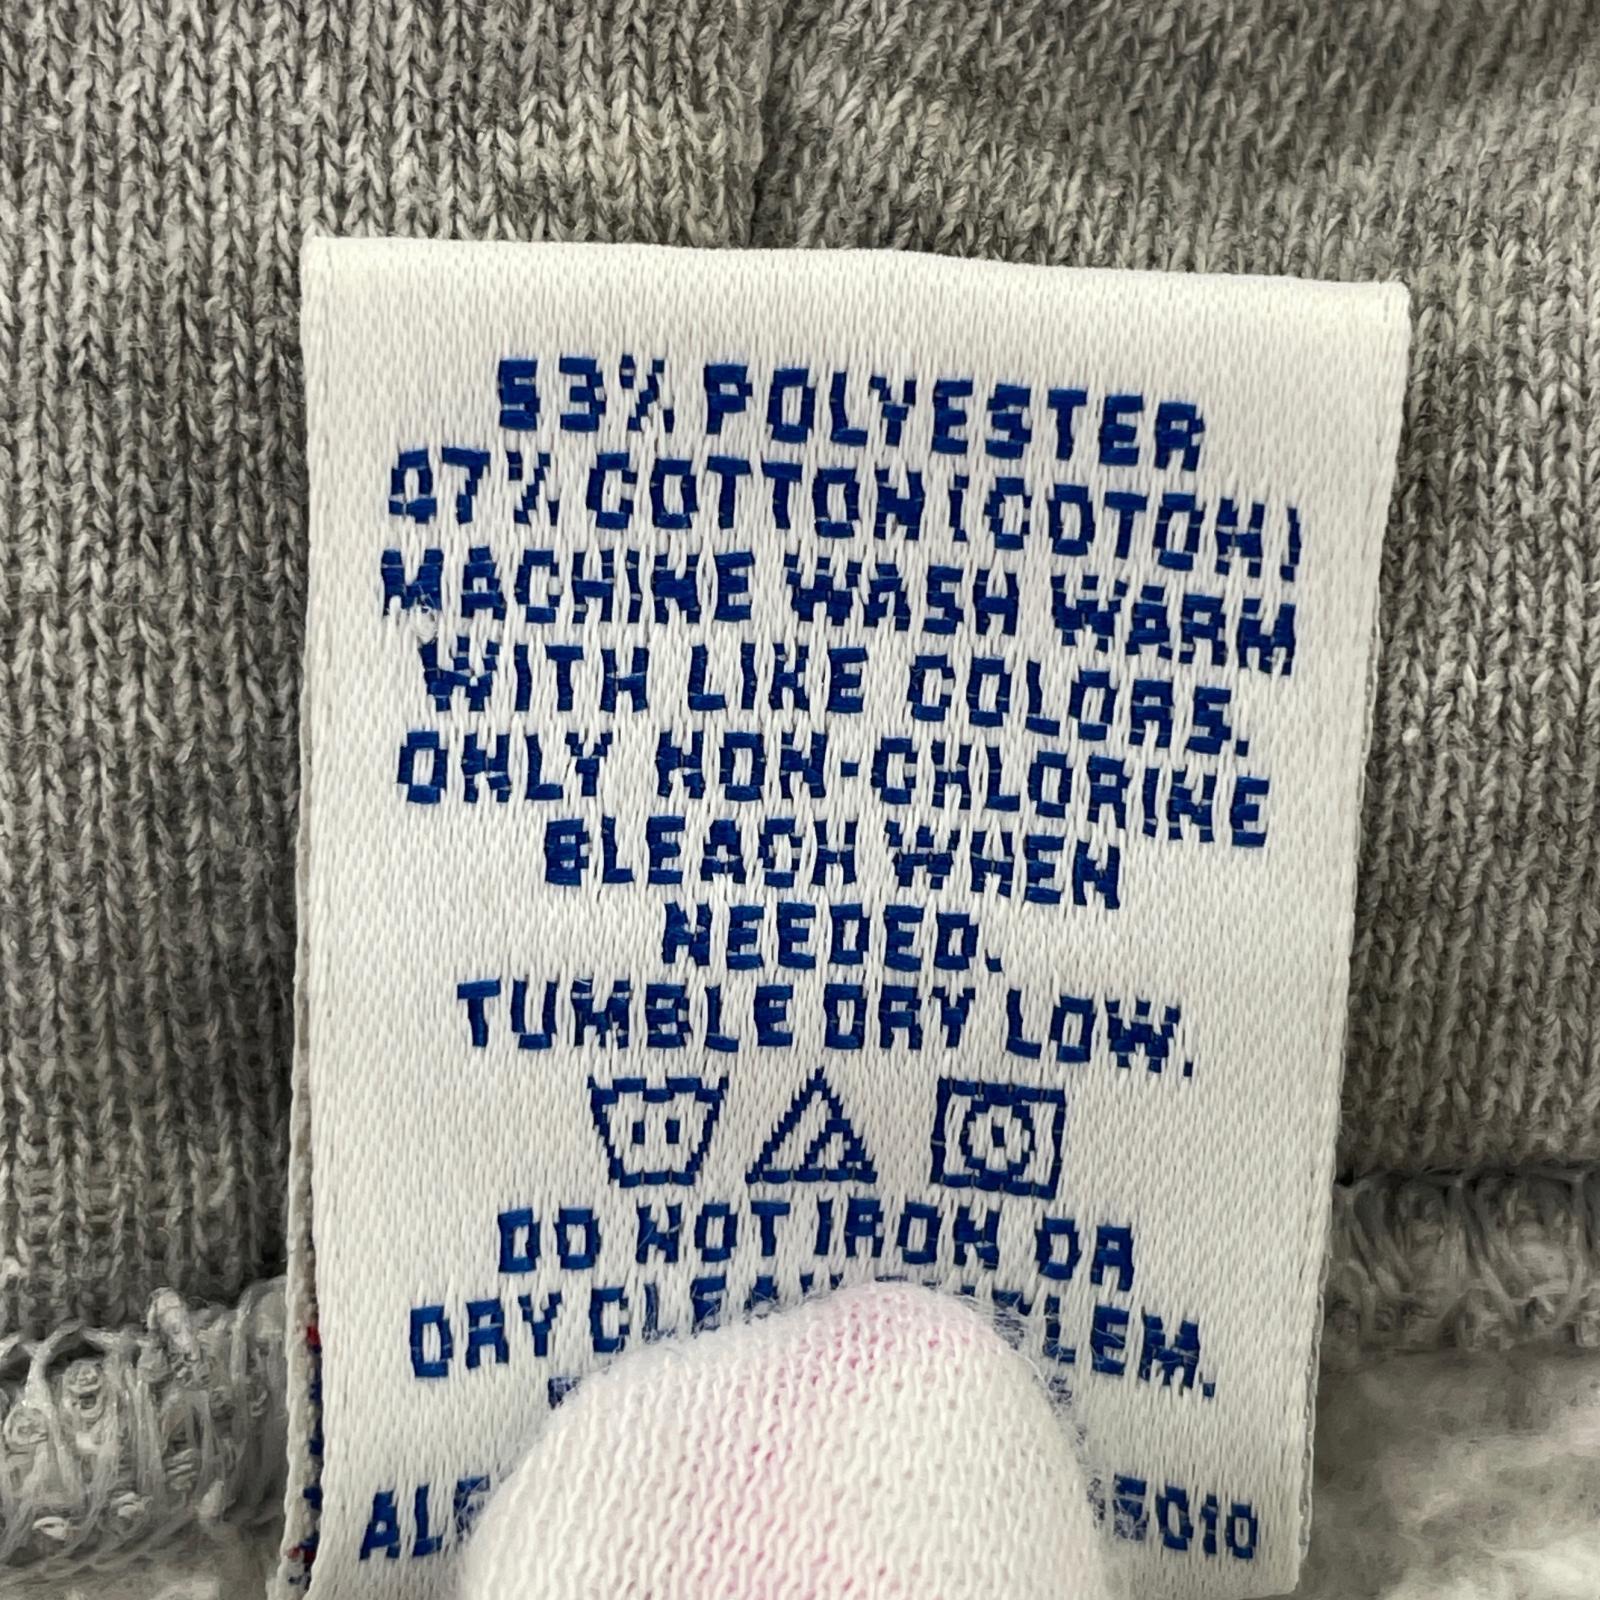 53% POLYESTER
47% COTTON (COTON)
MACHINE WASH WARM
WITH LIKE COLORS.
ONLY NON-CHLORINE
BLEACH WHEN
NEEDED.
TUMBLE DRY LOW.
DO NOT IRON OR
DRY CLEAN